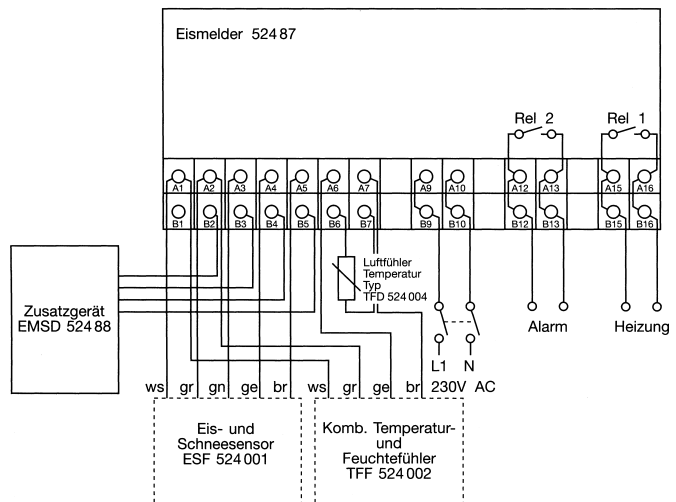 Eismelder 524 87
Rel 2
Rel 1
A1 A2 A3 A4 A5 A6 A7 A9 A10 A12 A13 A15 A16
B1 B2 B3 B4 B5 B6 B7 B9 B10 B12 B13 B15 B16
Zusatzgerät
EMSD 524 88
Luftfühler
Temperatur
Typ
TFD 524 004
Alarm
Heizung
L1 N
230V AC
ws gr gn ge br
ws gr ge br
Eis- und
Schneesensor
ESF 524 001
Komb. Temperatur-
und
Feuchtefühler
TFF 524 002